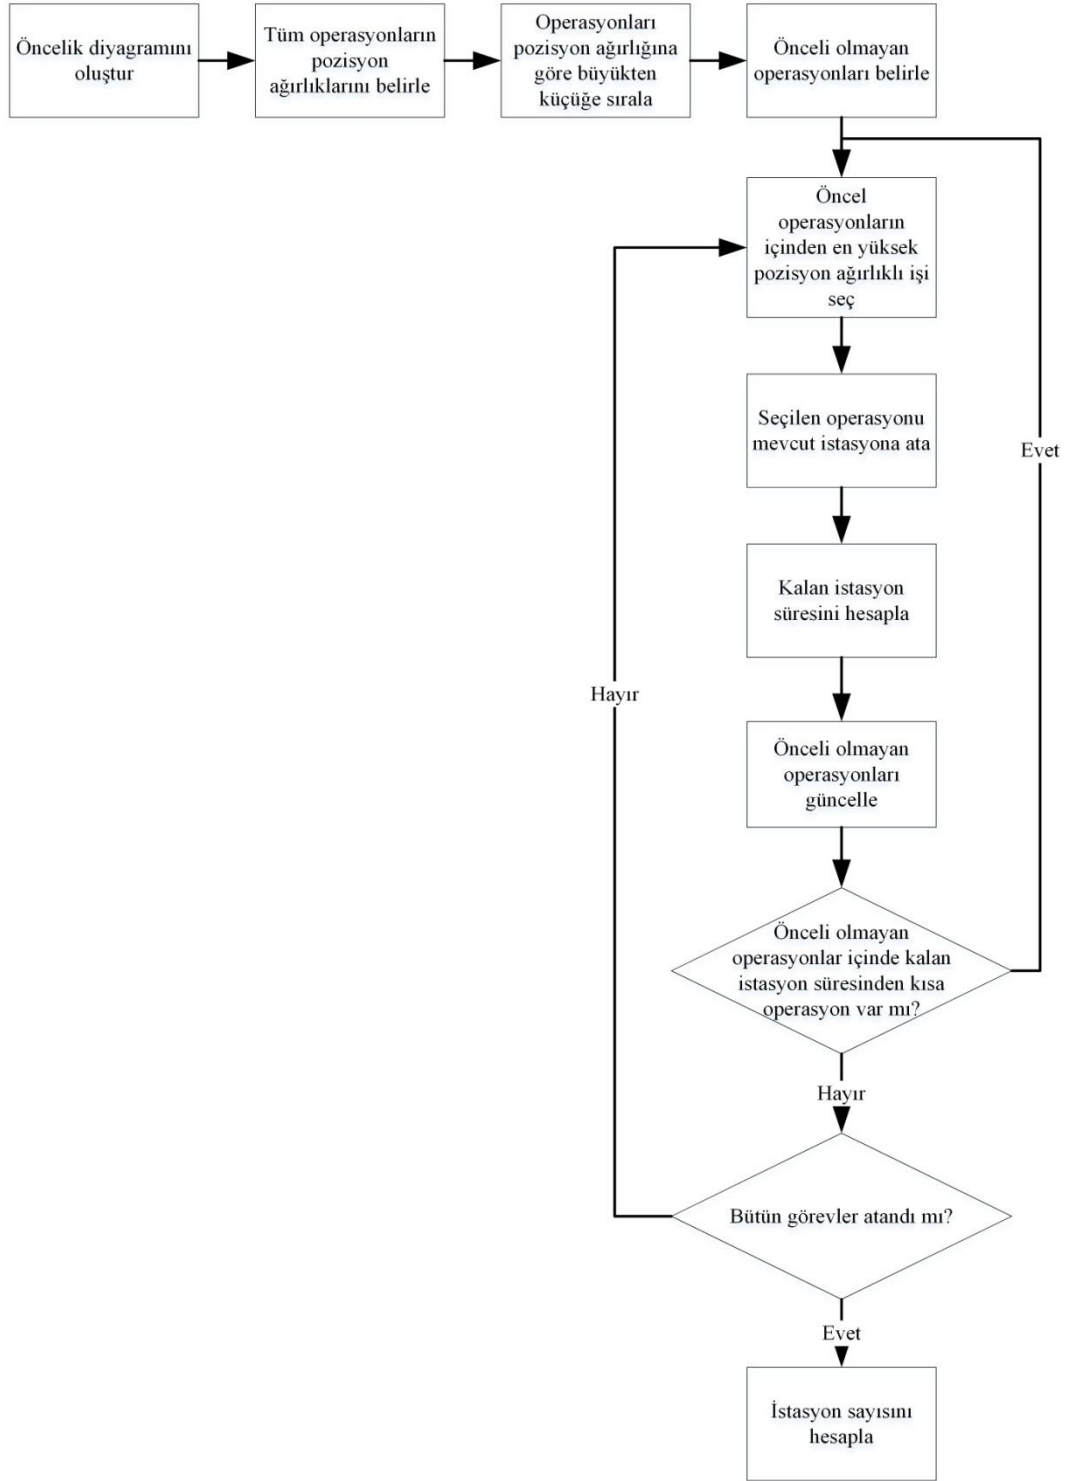 Öncelik diyagramını
oluştur
Tüm operasyonların
pozisyon
ağırlıklarını belirle
Operasyonları
pozisyon ağırlığına
göre büyükten
küçüğe sırala
Önceli olmayan
operasyonları belirle
Öncel
operasyonların
içinden en yüksek
pozisyon ağırlıklı işi
seç
Seçilen operasyonu
mevcut istasyona ata
Evet
Kalan istasyon
süresini hesapla
Hayır
Önceli olmayan
operasyonları
güncelle
Önceli olmayan
operasyonlar içinde kalan
istasyon süresinden kısa
operasyon var mı?
Hayır
Bütün görevler atandı mı?
Evet
İstasyon sayısını
hesapla